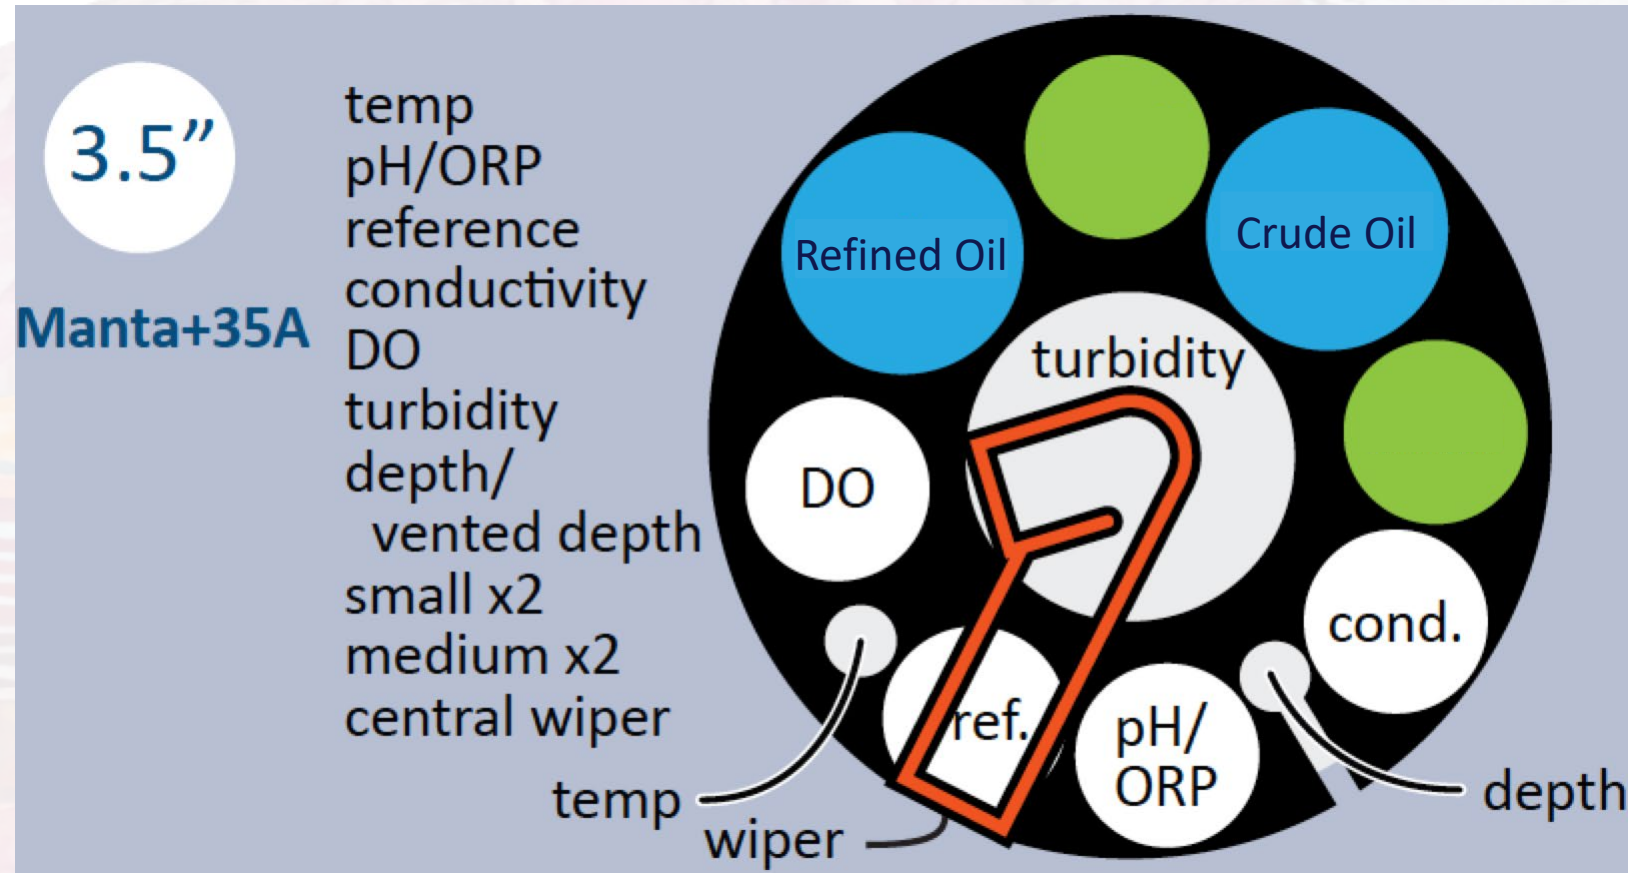 3.5”
Manta+35A
temp
pH/ORP
reference
conductivity
DO
turbidity
depth/
vented depth
small x2
medium x2
central wiper
Refined Oil
Crude Oil
turbidity
DO
cond.
ref.
pH/
ORP
temp
wiper
depth